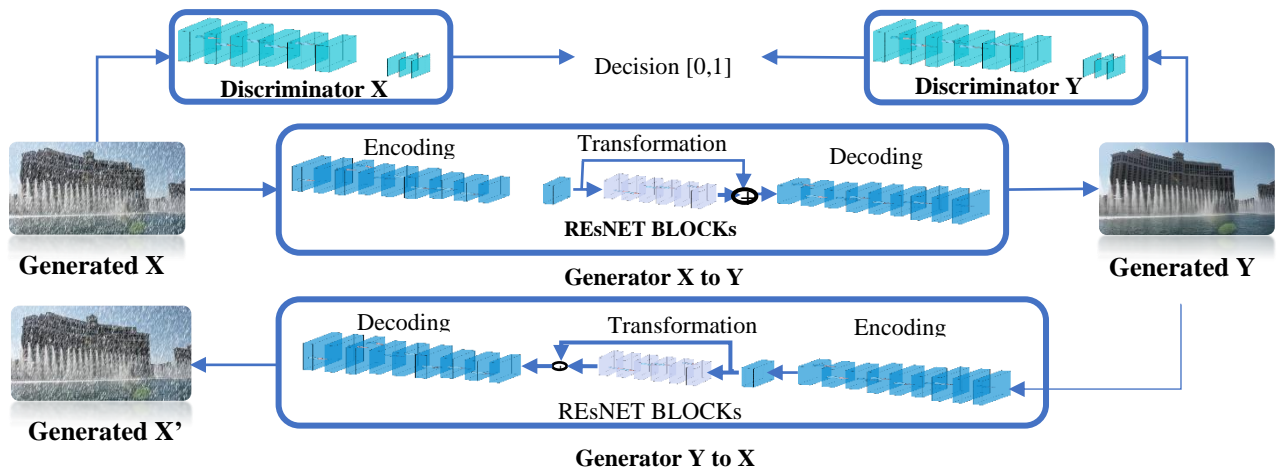 Discriminator X
Decision [0,1]
Discriminator Y
Encoding
Transformation
Decoding
REsNET BLOCKs
Generated X
Generator X to Y
Generated Y
Decoding
Transformation
Encoding
REsNET BLOCKs
Generated X’
Generator Y to X